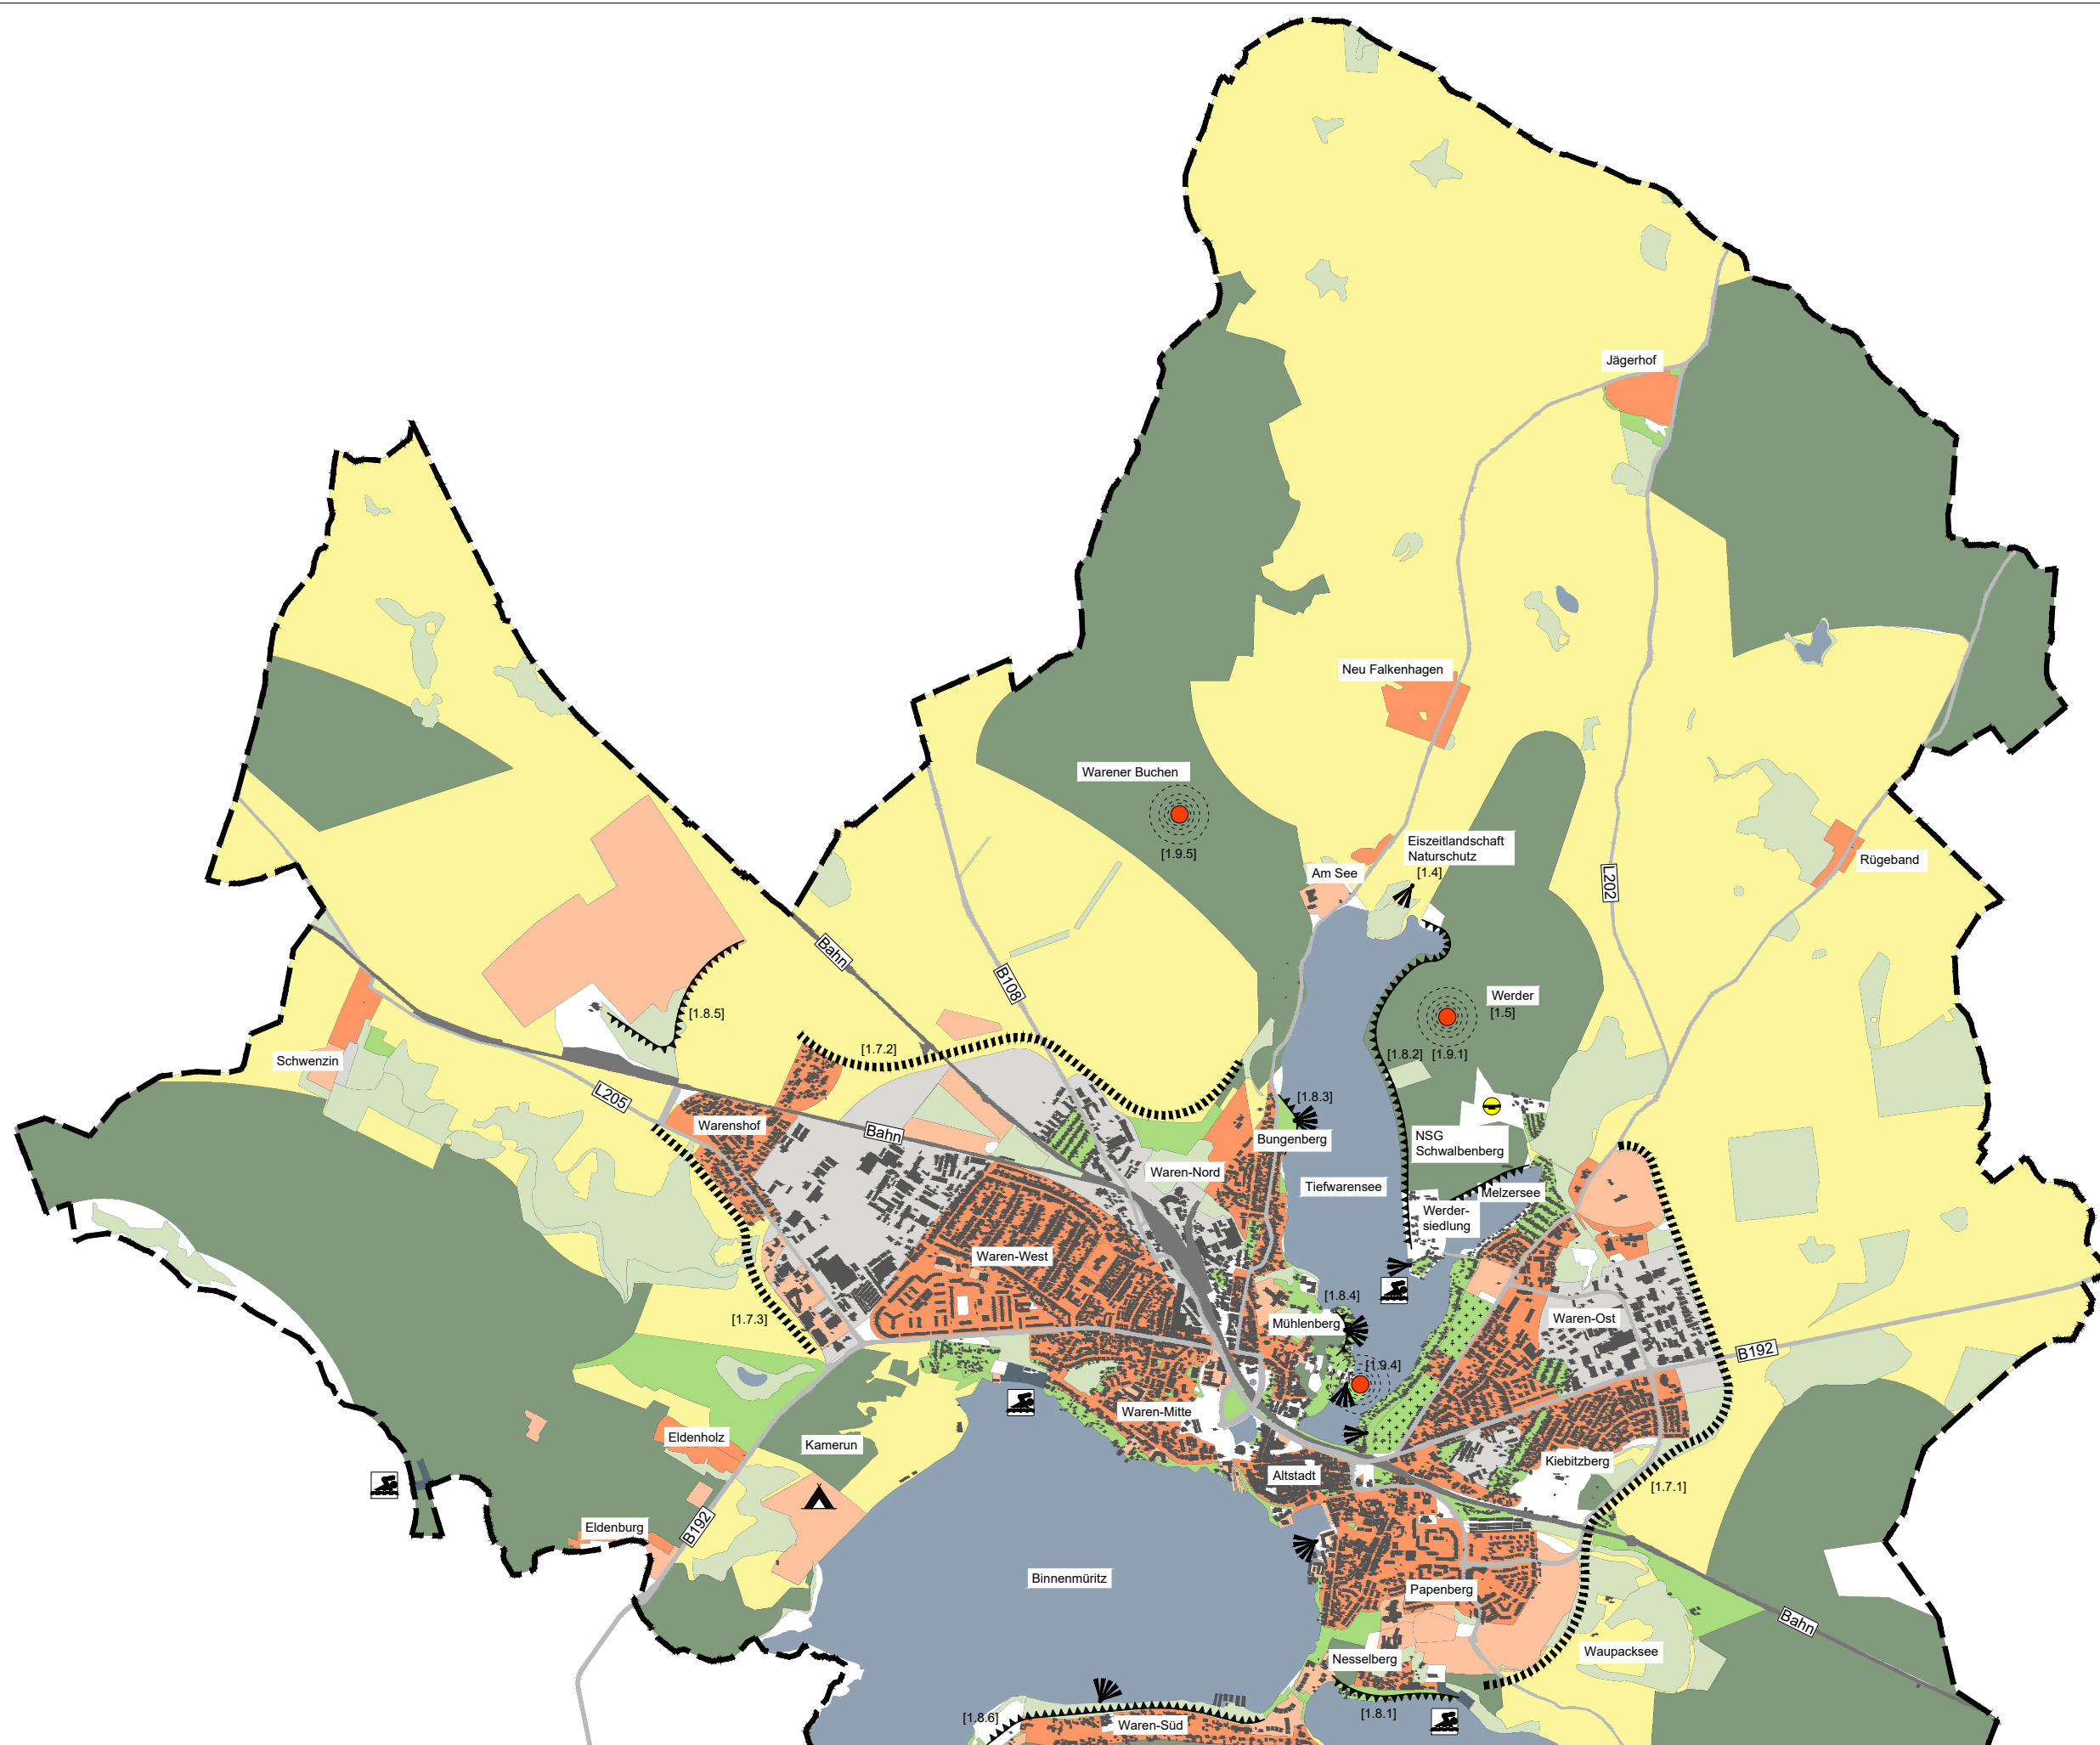 Jägerhof
Neu Falkenhagen
Warener Buchen
[1.9.5]
Eiszeitlandschaft
Naturschutz
[1.4]
Am See
Rügeband
L202
Bahn
B108
Werder
[1.5]
[1.8.5]
[1.7.2]
[1.8.2]
[1.9.1]
Schwenzin
L205
[1.8.3]
Warenshof
Bahn
Bungenberg
NSG
Schwalbenberg
Waren-Nord
Tiefwarensee
Melzersee
Werder-
siedlung
Waren-West
[1.8.4]
[1.7.3]
Mühlenberg
Waren-Ost
B192
[1.9.4]
Waren-Mitte
Eldenholz
Kamerun
Kiebitzberg
Altstadt
[1.7.1]
B192
Eldenburg
Binnenmüritz
Papenberg
Bahn
Waupacksee
Nesselberg
[1.8.6]
[1.8.1]
Waren-Süd